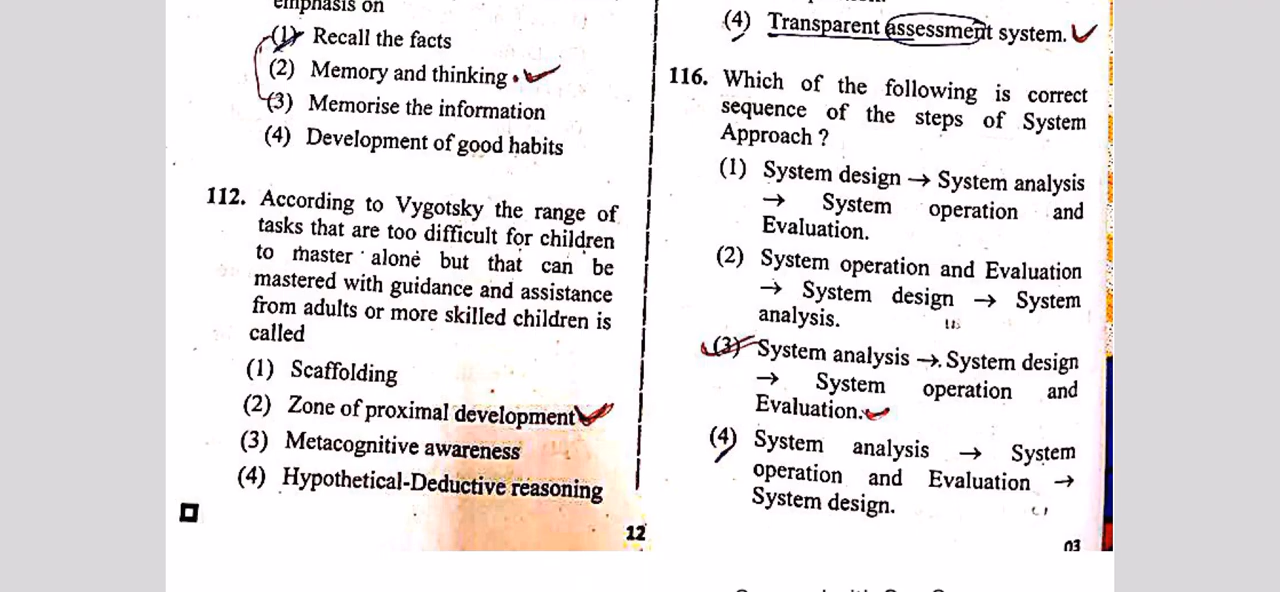 emphasis on
(1) Recall the facts
(2) Memory and thinking
(3) Memorise the information
(4) Development of good habits
112. According to Vygotsky the range of
tasks that are too difficult for children
to master alone but that can be
mastered with guidance and assistance
from adults or more skilled children is
called
(1) Scaffolding
(2) Zone of proximal development
(3) Metacognitive awareness
(4) Hypothetical-Deductive reasoning
12
(4) Transparent assessment system.
116. Which of the following is correct
sequence of the steps of System
Approach ?
(1) System design → System analysis
→ System operation and
Evaluation.
(2) System operation and Evaluation
→ System design → System
analysis.
(3) System analysis → System design
→ System operation and
Evaluation.
(4) System analysis → System
operation and Evaluation →
System design.
03